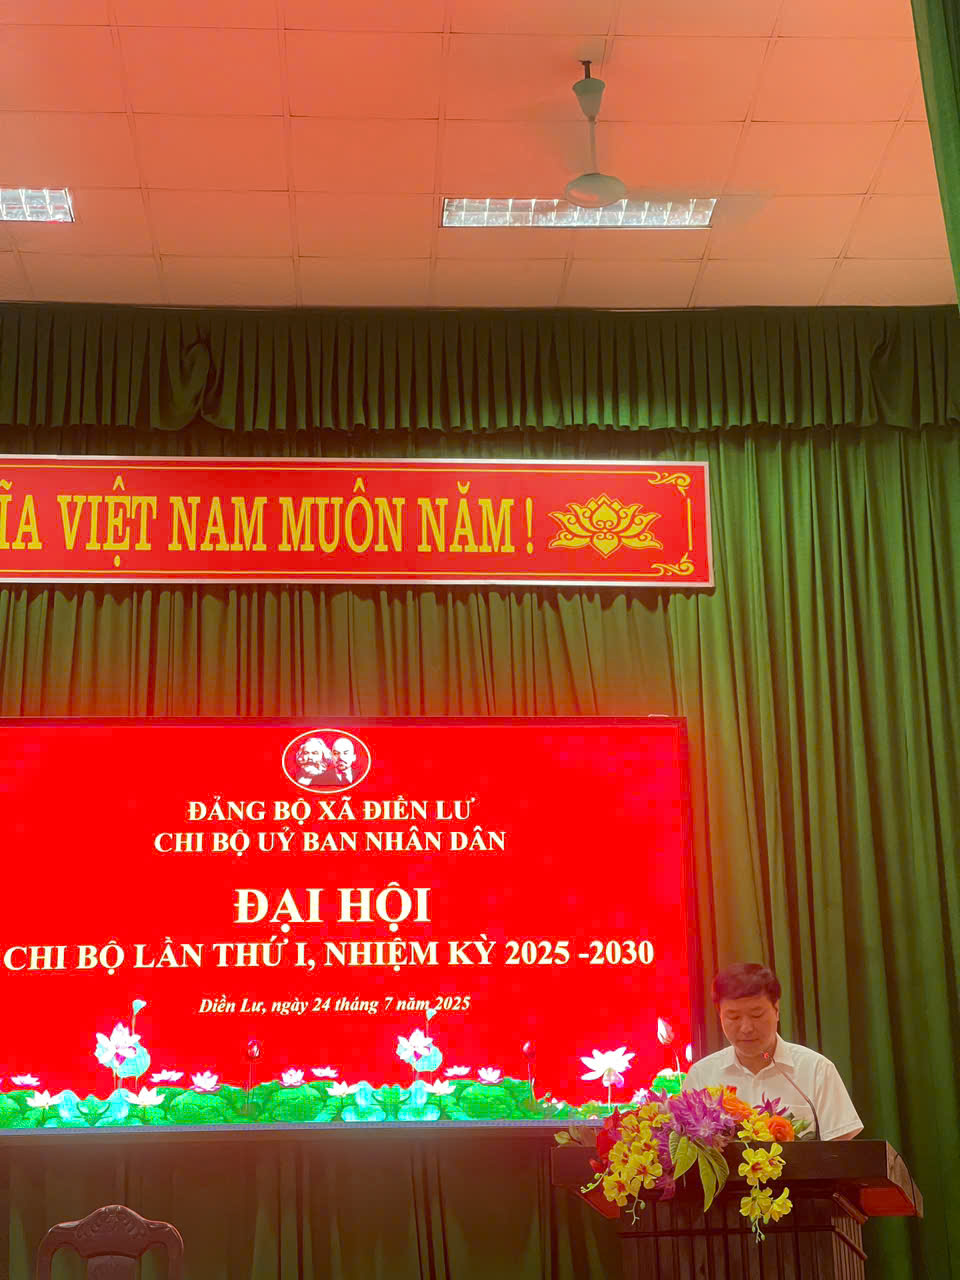 ĨA VIỆT NAM MUÔN NĂM !
ĐẢNG BỘ XÃ ĐIỀN LƯ
CHI BỘ UỶ BAN NHÂN DÂN
ĐẠI HỘI
CHI BỘ LẦN THỨ I, NHIỆM KỲ 2025 -2030
Điền Lư, ngày 24 tháng 7 năm 2025